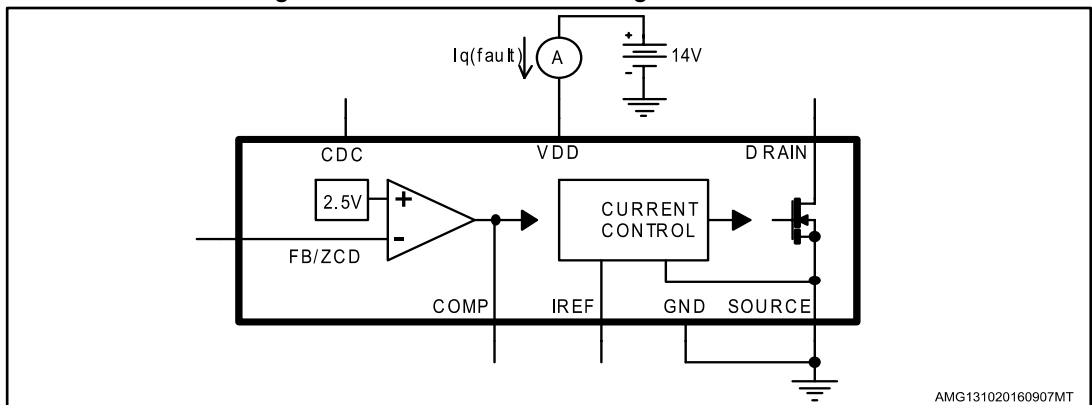 Iq(fault)
A
+
-
14V
CDC
VDD
DRAIN
2.5V
+
-
CURRENT
CONTROL
FB/ZCD
COMP
IREF
GND
SOURCE
AMG131020160907MT